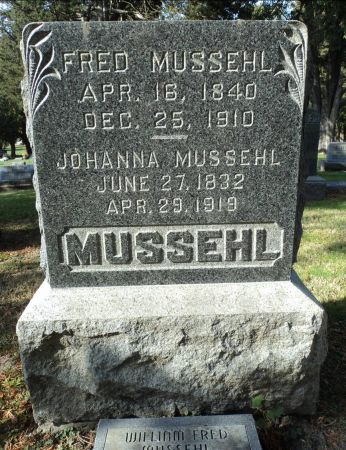 FRED MUSSEHL
APR. 16, 1840
DEC. 25, 1910
JOHANNA MUSSEHL
JUNE 27, 1832
APR. 29, 1919
MUSSEHL
WILLIAM FRED
MUSSEHL